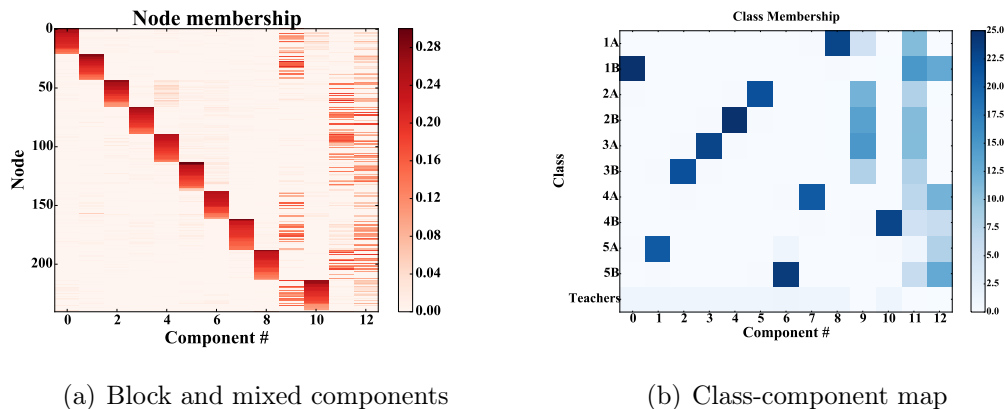 Node membership
0
50
100
150
200
Node
0 2 4 6 8 10 12
Component #
0.28
0.24
0.20
0.16
0.12
0.08
0.04
0.00
(a) Block and mixed components
Class Membership
1A
1B
2A
2B
3A
3B
4A
4B
5A
5B
Teachers
Class
0 1 2 3 4 5 6 7 8 9 10 11 12
Component #
25.0
22.5
20.0
17.5
15.0
12.5
10.0
7.5
5.0
2.5
0.0
(b) Class-component map